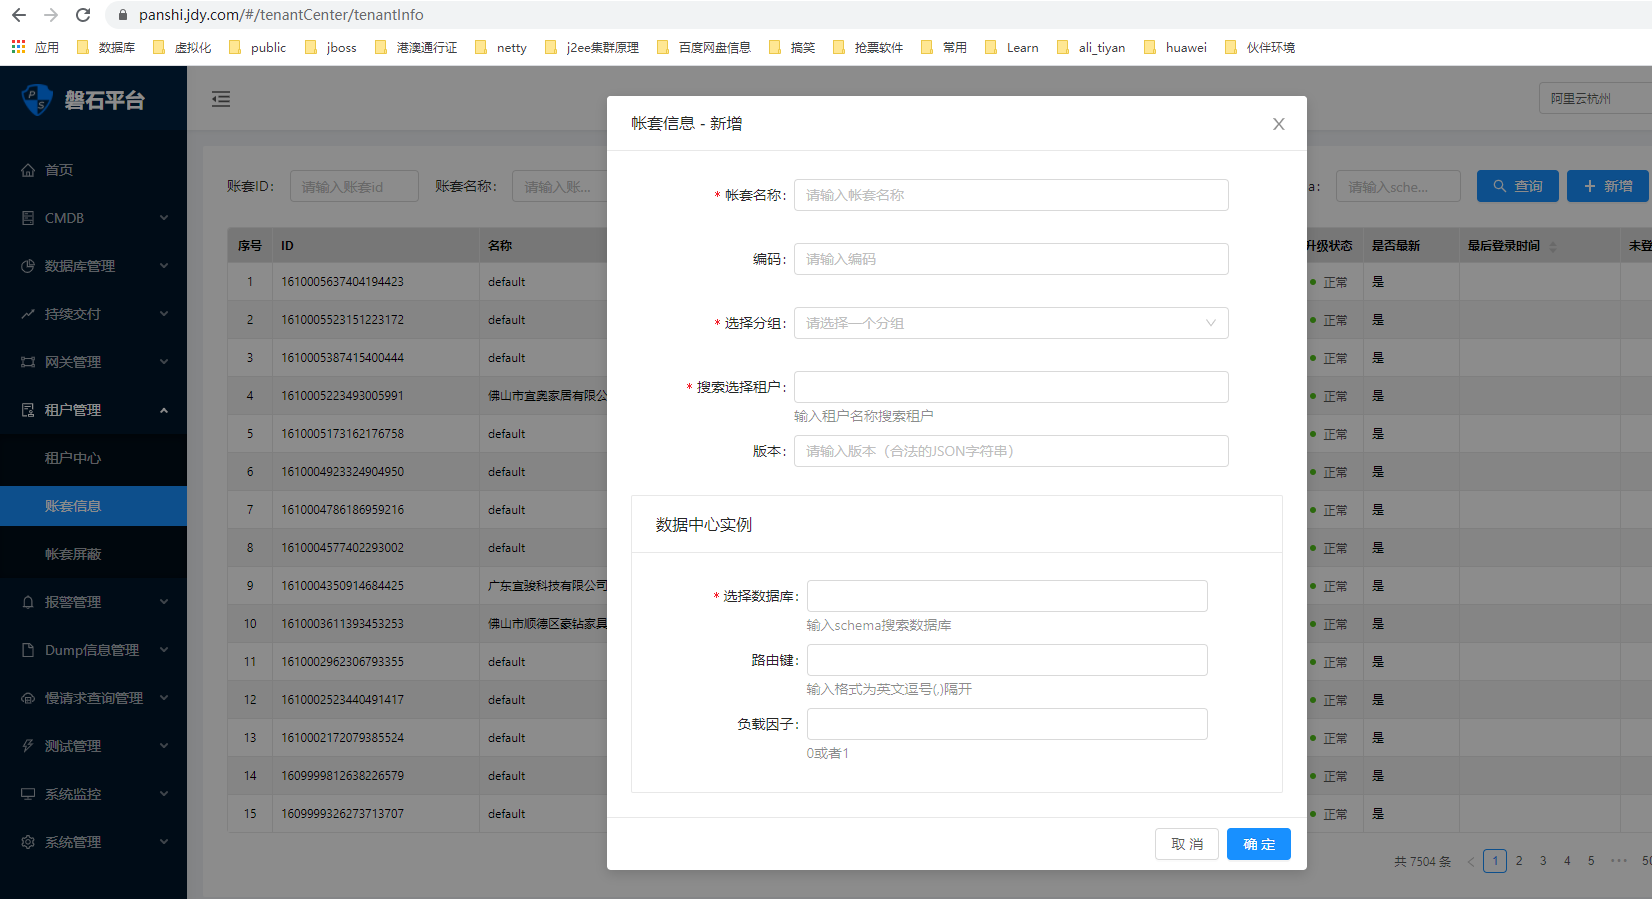 panshi.jdy.com/#/tenantCenter/tenantInfo
应用 数据库 虚拟化 public jboss 港澳通行证 netty j2ee集群原理 百度网盘信息 搞笑 抢票软件 常用 Learn ali_tiyan huawei 伙伴环境
PS 磐石平台
阿里云杭州
首页
CMDB
数据库管理
持续交付
网关管理
租户管理
租户中心
账套信息
帐套屏蔽
报警管理
Dump信息管理
慢请求查询管理
测试管理
系统监控
系统管理
账套ID: 请输入账套id 账套名称: 请输入账... a: 请输入sche... 查询 新增
序号 ID 名称 升级状态 是否最新 最后登录时间 未登
1 1610005637404194423 default 正常 是
2 1610005523151223172 default 正常 是
3 1610005387415400444 default 正常 是
4 1610005223493005991 佛山市宜奥家居有限公 正常 是
5 1610005173162176758 default 正常 是
6 1610004923324904950 default 正常 是
7 1610004786186959216 default 正常 是
8 1610004577402293002 default 正常 是
9 1610004350914684425 广东宜骏科技有限公司 正常 是
10 1610003611393453253 佛山市顺德区豪钻家具 正常 是
11 1610002962306793355 default 正常 是
12 1610002523440491417 default 正常 是
13 1610002172079385524 default 正常 是
14 1609999812638226579 default 正常 是
15 1609999326273713707 default 正常 是
共 7504 条 < 1 2 3 4 5 ••• 50
帐套信息 - 新增 X
* 帐套名称: 请输入帐套名称
编码: 请输入编码
* 选择分组: 请选择一个分组
* 搜索选择租户:
输入租户名称搜索租户
版本: 请输入版本（合法的JSON字符串）
数据中心实例
* 选择数据库:
输入schema搜索数据库
路由键:
输入格式为英文逗号(,)隔开
负载因子:
0或者1
取 消 确 定